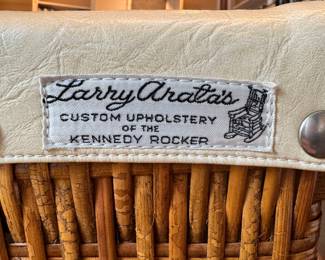 Larry Arata's
CUSTOM UPHOLSTERY
OF THE
KENNEDY ROCKER